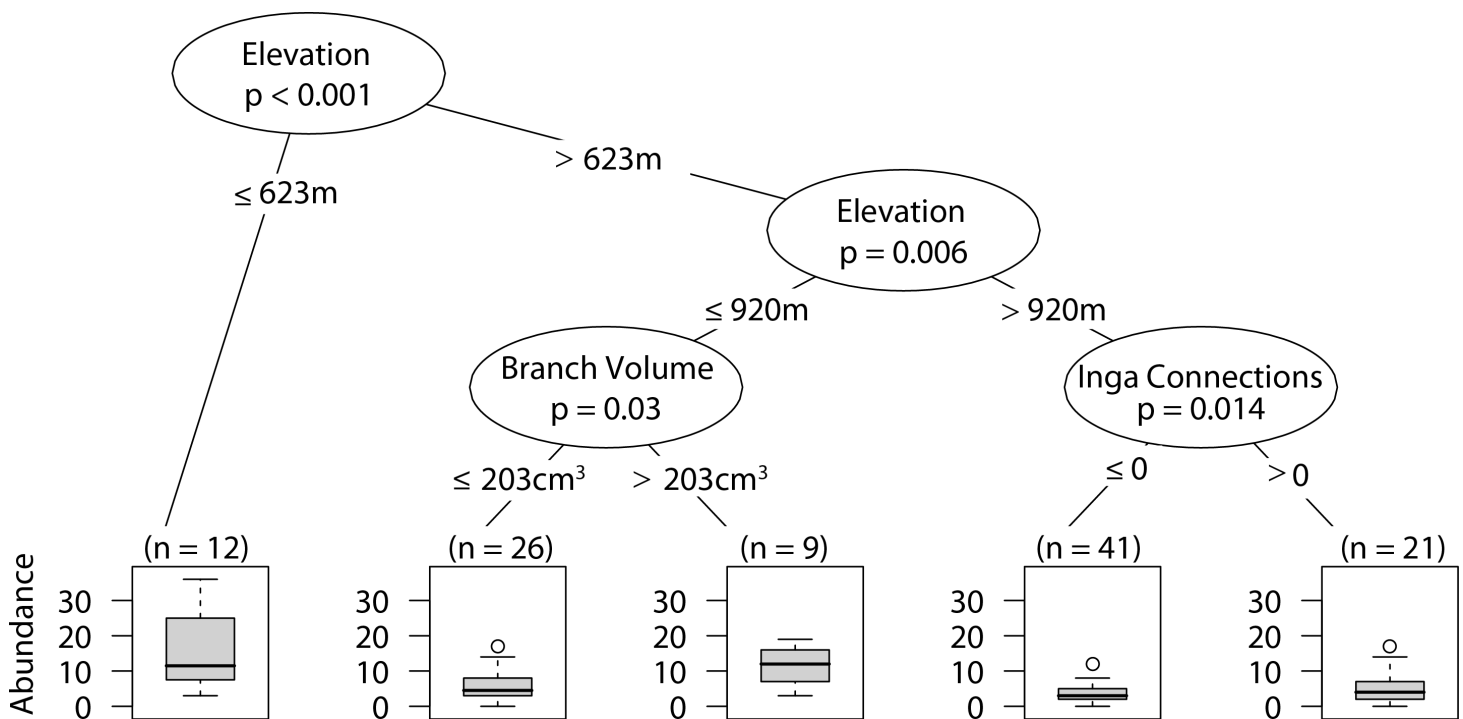 Elevation
p < 0.001
> 623m
≤ 623m
Elevation
p = 0.006
≤ 920m
> 920m
Branch Volume
p = 0.03
Inga Connections
p = 0.014
≤ 203cm³
> 203cm³
≤ 0
> 0
(n = 12)
(n = 26)
(n = 9)
(n = 41)
(n = 21)
Abundance
30
20
10
0
30
20
10
0
30
20
10
0
30
20
10
0
30
20
10
0